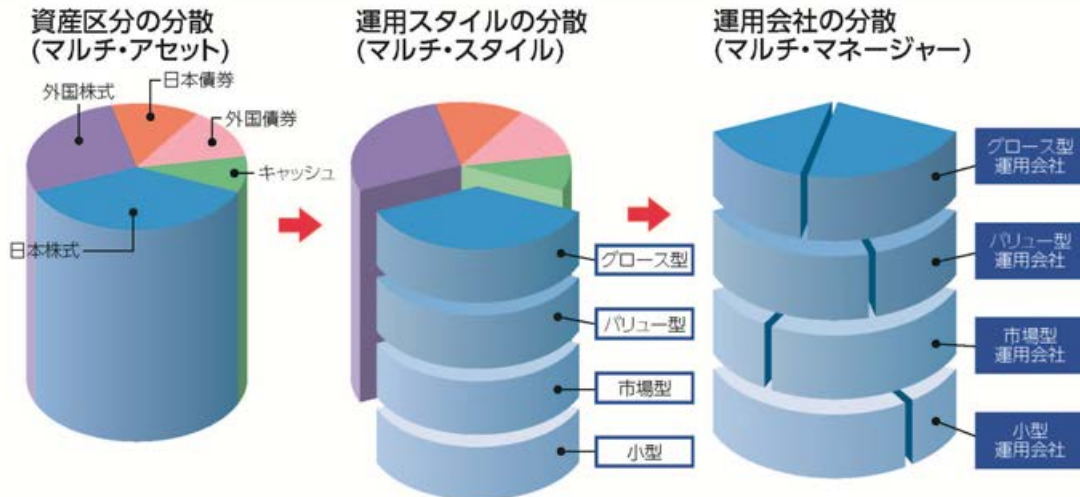 資産区分の分散
(マルチ・アセット)
外国株式
日本債券
外国債券
キャッシュ
日本株式
運用スタイルの分散
(マルチ・スタイル)
グロース型
バリュー型
市場型
小型
運用会社の分散
(マルチ・マネージャー)
グロース型
運用会社
バリュー型
運用会社
市場型
運用会社
小型
運用会社